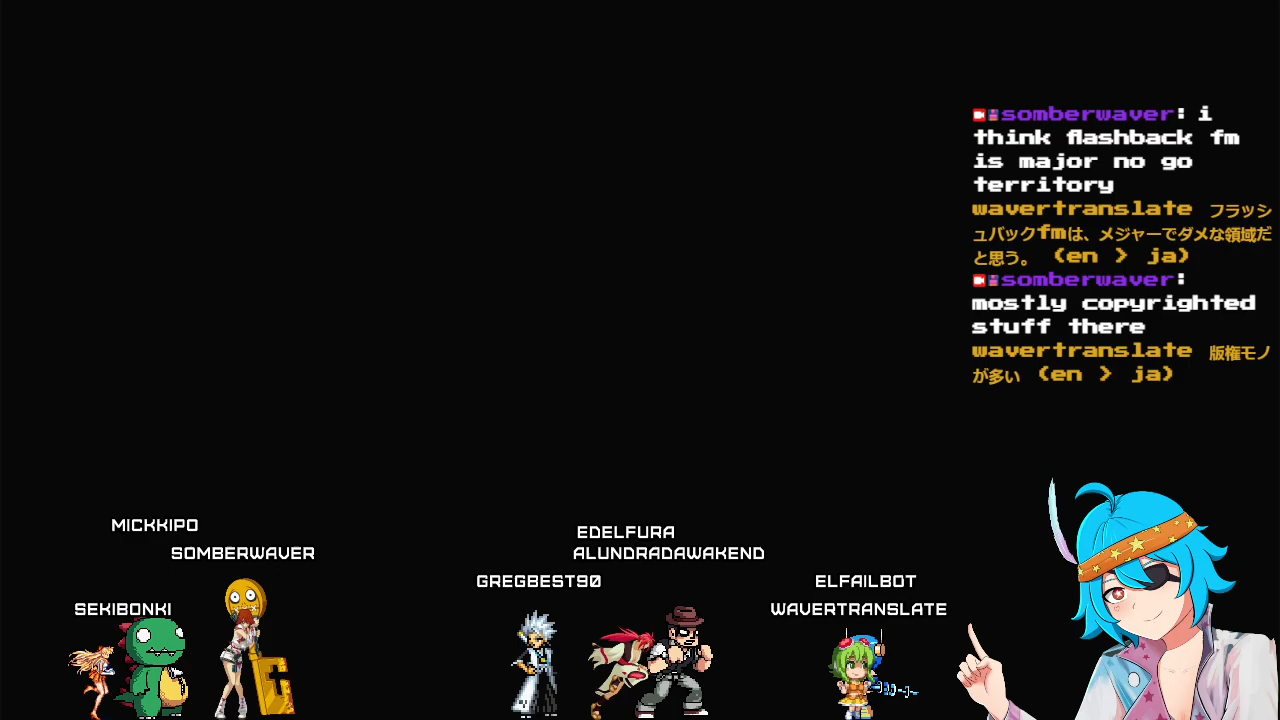 somberwaver: i
think flashback fm
is major no go
territory
wavertranslate フラッシ
ュバックfmは、メジャーでダメな領域だ
と思う。 (en > ja)
somberwaver:
mostly copyrighted
stuff there
wavertranslate 版権モノ
が多い (en > ja)
MICKKIPO
SOMBERWAVER
SEKIBONKI
EDELFURA
ALUNDRADAWAKEND
GREGBEST90
ELFAILBOT
WAVERTRANSLATE